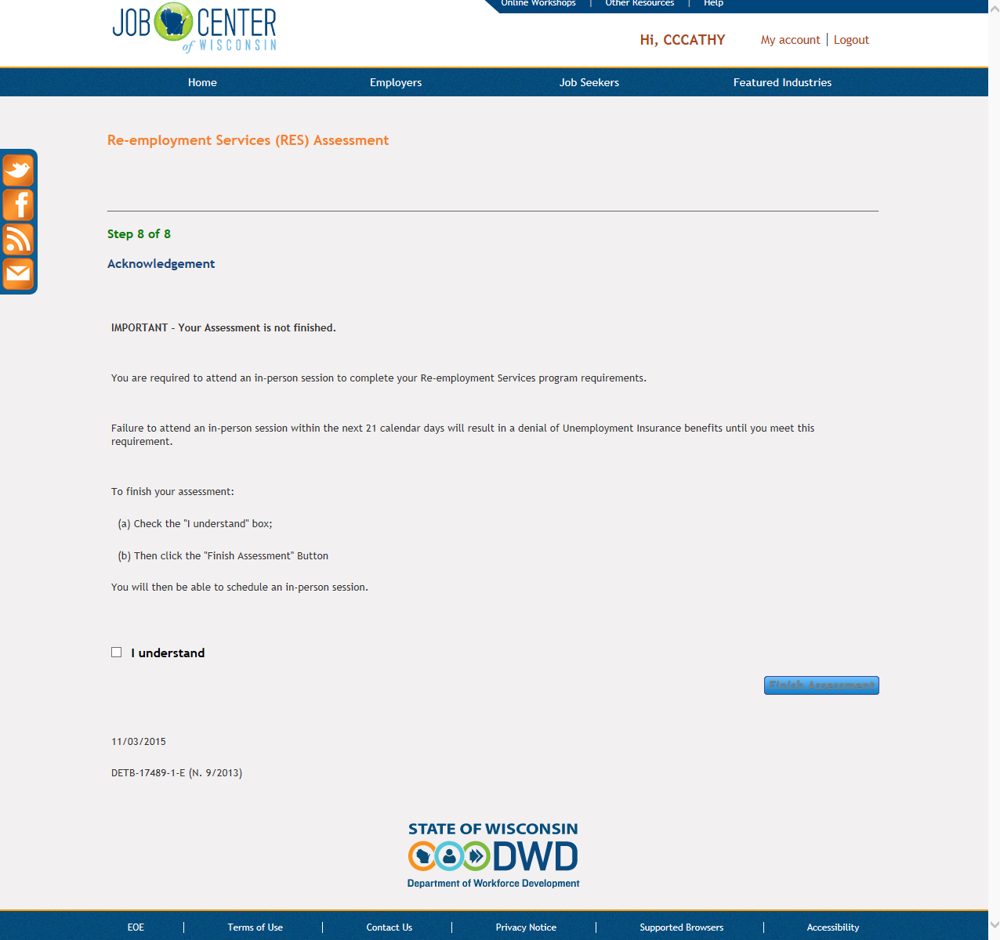 Online Workshops | Other Resources | Help
JOB CENTER
of WISCONSIN
Hi, CCCATHY My account | Logout
Home Employers Job Seekers Featured Industries
Re-employment Services (RES) Assessment
Step 8 of 8
Acknowledgement
IMPORTANT - Your Assessment is not finished.
You are required to attend an in-person session to complete your Re-employment Services program requirements.
Failure to attend an in-person session within the next 21 calendar days will result in a denial of Unemployment Insurance benefits until you meet this
requirement.
To finish your assessment:
(a) Check the "I understand" box;
(b) Then click the "Finish Assessment" Button
You will then be able to schedule an in-person session.
I understand
Finish Assessment
11/03/2015
DETB-17489-1-E (N. 9/2013)
STATE OF WISCONSIN
DWD
Department of Workforce Development
EOE | Terms of Use | Contact Us | Privacy Notice | Supported Browsers | Accessibility